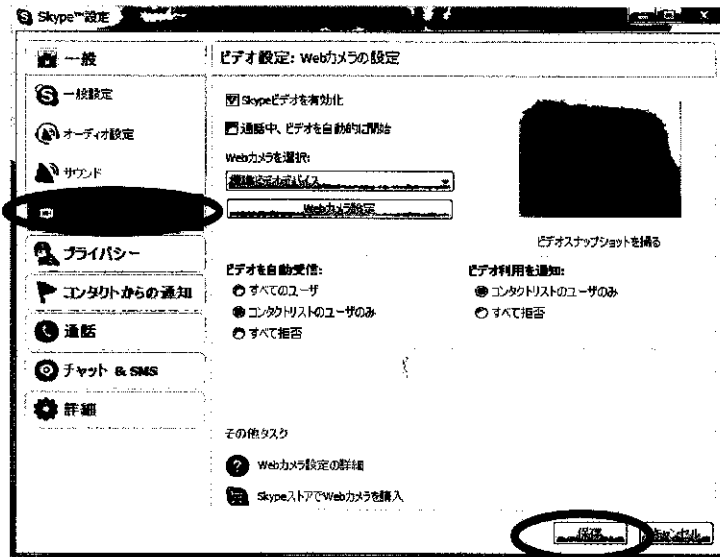 Skype™設定
一般
一般設定
オーディオ設定
サウンド
プライバシー
コンタクトからの通知
通話
チャット & SMS
詳細
ビデオ設定: Webカメラの設定
Skypeビデオを有効化
通話中、ビデオを自動的に開始
Webカメラを選択:
Webカメラ設定
ビデオスナップショットを撮る
ビデオを自動受信:
すべてのユーザ
コンタクトリストのユーザのみ
すべて拒否
ビデオ利用を通知:
コンタクトリストのユーザのみ
すべて拒否
その他タスク
Webカメラ設定の詳細
SkypeストアでWebカメラを購入
保存
キャンセル